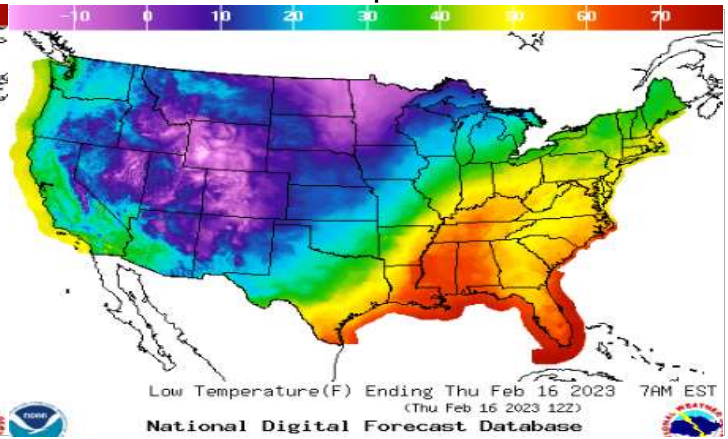 -10 0 10 20 30 40 50 60 70
Low Temperature(F) Ending Thu Feb 16 2023 7AM EST
(Thu Feb 16 2023 12Z)
National Digital Forecast Database
noaa